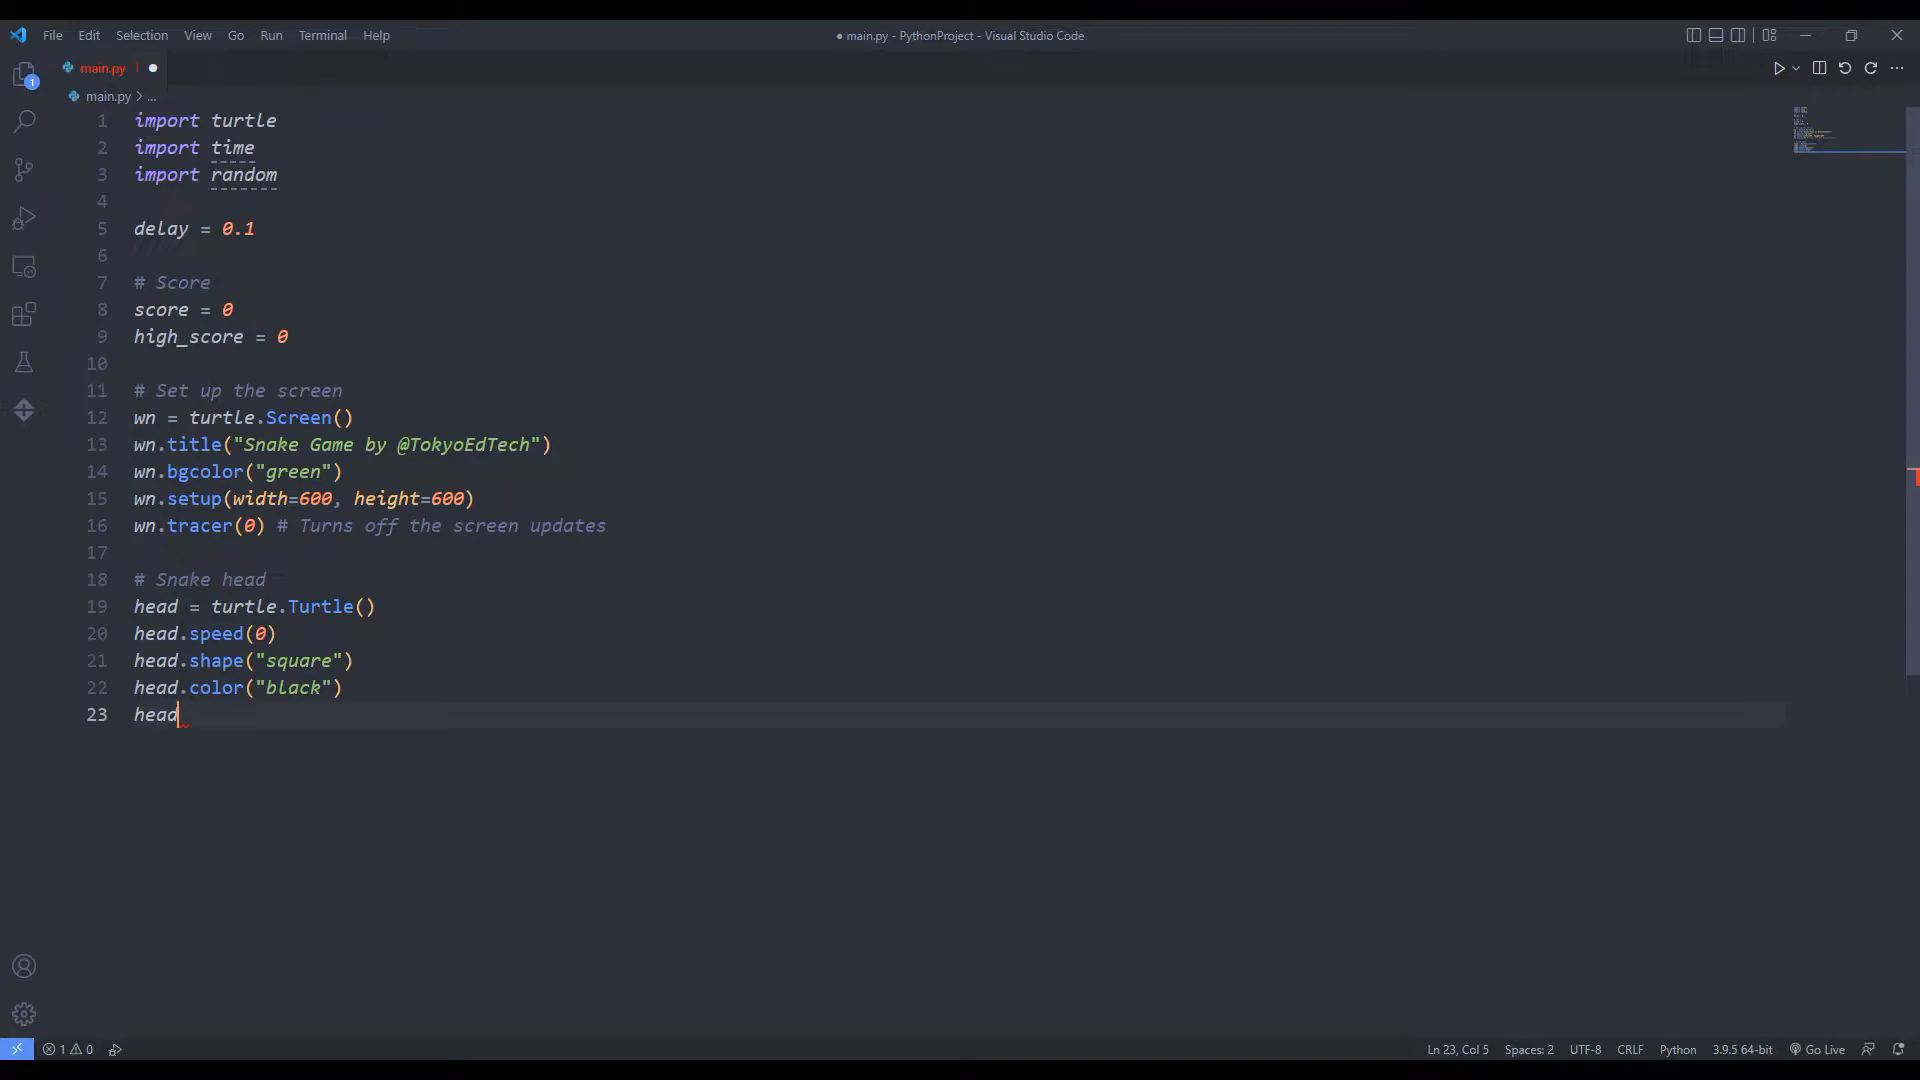 File Edit Selection View Go Run Terminal Help
● main.py - PythonProject - Visual Studio Code
1
main.py ●
main.py > ...
1 import turtle
2 import time
3 import random
4
5 delay = 0.1
6
7 # Score
8 score = 0
9 high_score = 0
10
11 # Set up the screen
12 wn = turtle.Screen()
13 wn.title("Snake Game by @TokyoEdTech")
14 wn.bgcolor("green")
15 wn.setup(width=600, height=600)
16 wn.tracer(0) # Turns off the screen updates
17
18 # Snake head
19 head = turtle.Turtle()
20 head.speed(0)
21 head.shape("square")
22 head.color("black")
23 head
1 0 Ln 23, Col 5 Spaces: 2 UTF-8 CRLF Python 3.9.5 64-bit Go Live